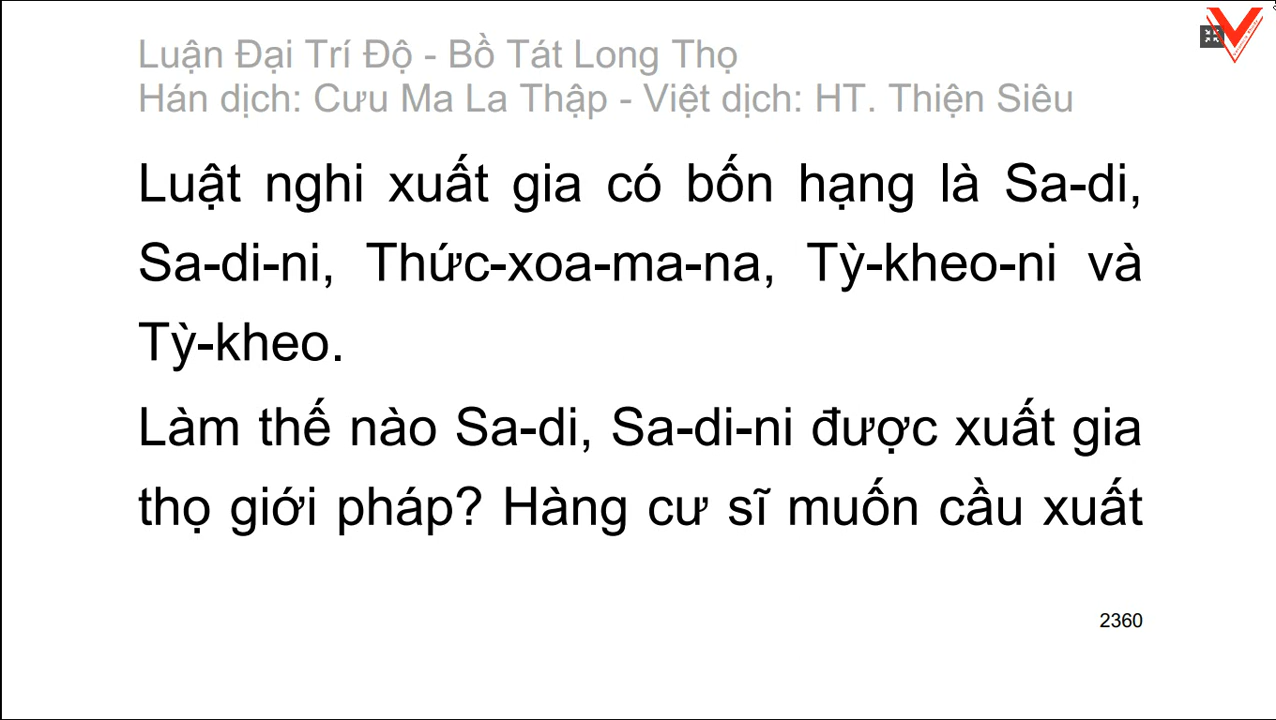 Luận Đại Trí Độ - Bồ Tát Long Thọ
Hán dịch: Cưu Ma La Thập - Việt dịch: HT. Thiện Siêu
Luật nghi xuất gia có bốn hạng là Sa-di,
Sa-di-ni, Thức-xoa-ma-na, Tỳ-kheo-ni và
Tỳ-kheo.
Làm thế nào Sa-di, Sa-di-ni được xuất gia
thọ giới pháp? Hàng cư sĩ muốn cầu xuất
2360